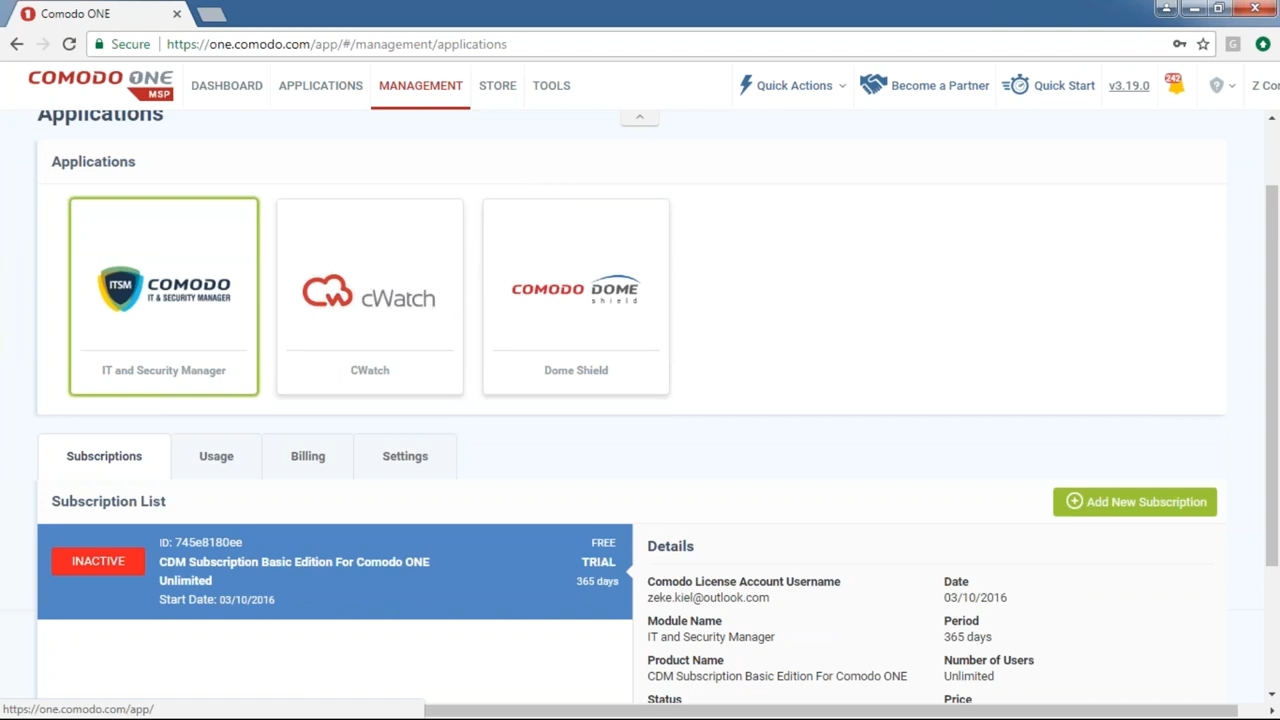 Comodo ONE
Secure https://one.comodo.com/app/#/management/applications
COMODO ONE
MSP
DASHBOARD APPLICATIONS MANAGEMENT STORE TOOLS Quick Actions Become a Partner Quick Start v3.19.0 242 Z Cor
Applications
Applications
ITSM COMODO
IT & SECURITY MANAGER
cWatch
COMODO DOME
shield
IT and Security Manager CWatch Dome Shield
Subscriptions Usage Billing Settings
Subscription List
Add New Subscription
INACTIVE
ID: 745e8180ee
CDM Subscription Basic Edition For Comodo ONE
Unlimited
Start Date: 03/10/2016
FREE
TRIAL
365 days
Details
Comodo License Account Username
zeke.kiel@outlook.com
Date
03/10/2016
Module Name
IT and Security Manager
Period
365 days
Product Name
CDM Subscription Basic Edition For Comodo ONE
Number of Users
Unlimited
Status
Price
https://one.comodo.com/app/